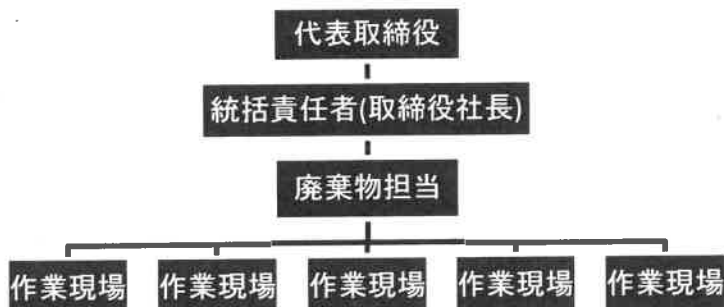 代表取締役
統括責任者(取締役社長)
廃棄物担当
作業現場 作業現場 作業現場 作業現場 作業現場